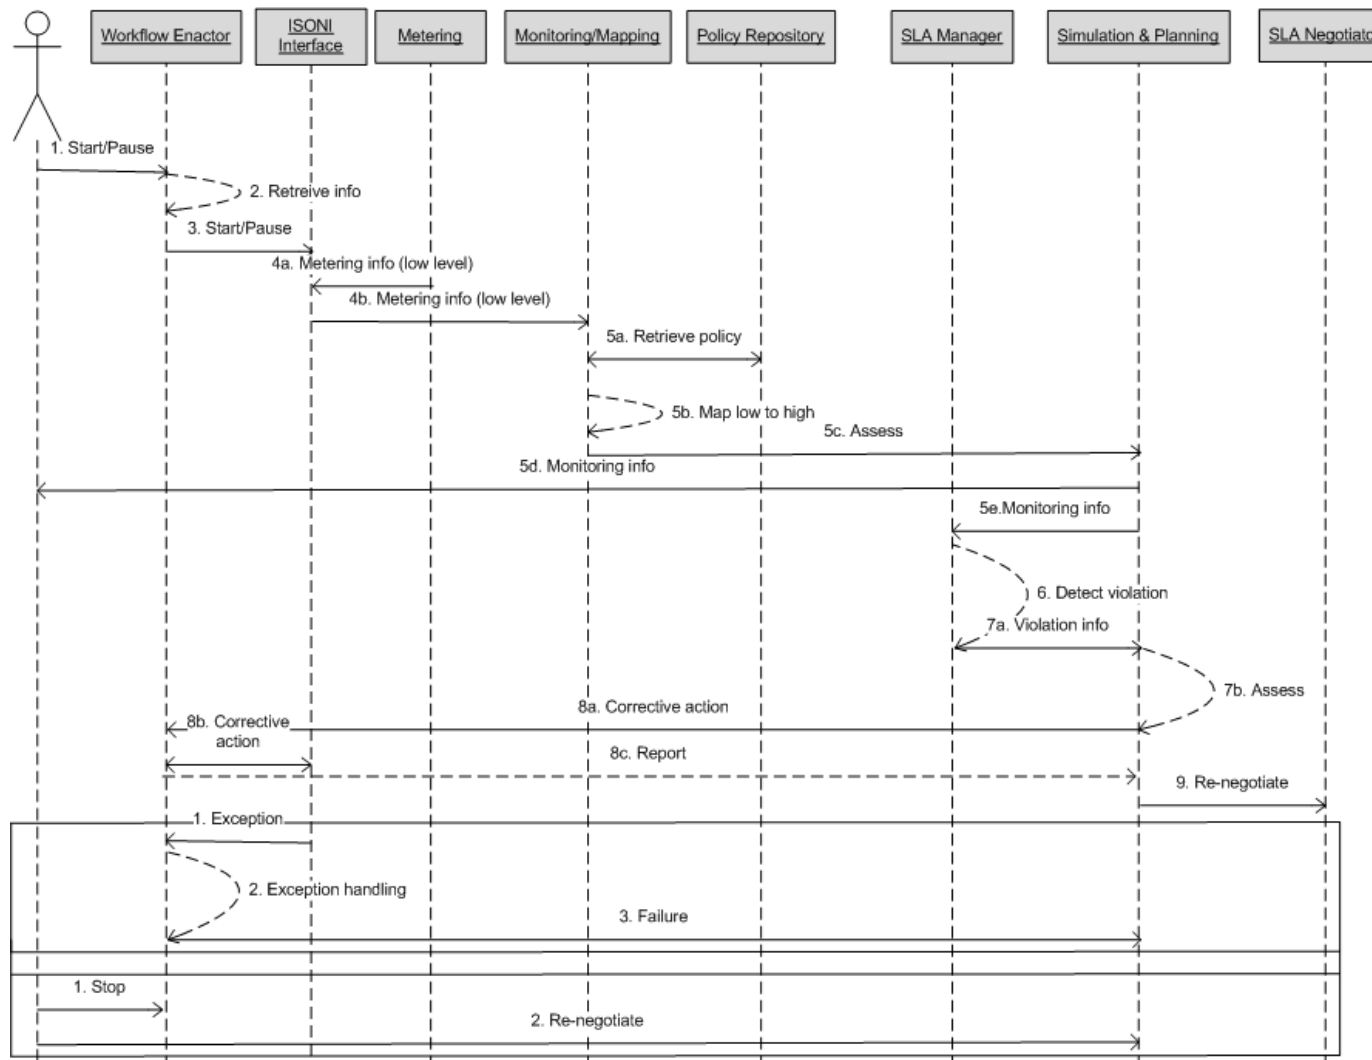 Workflow Enactor
ISONI
Interface
Metering
Monitoring/Mapping
Policy Repository
SLA Manager
Simulation & Planning
SLA Negotiato
1. Start/Pause
2. Retreive info
3. Start/Pause
4a. Metering info (low level)
4b. Metering info (low level)
5a. Retrieve policy
5b. Map low to high
5c. Assess
5d. Monitoring info
5e.Monitoring info
6. Detect violation
7a. Violation info
7b. Assess
8a. Corrective action
8b. Corrective
action
8c. Report
9. Re-negotiate
1. Exception
2. Exception handling
3. Failure
1. Stop
2. Re-negotiate